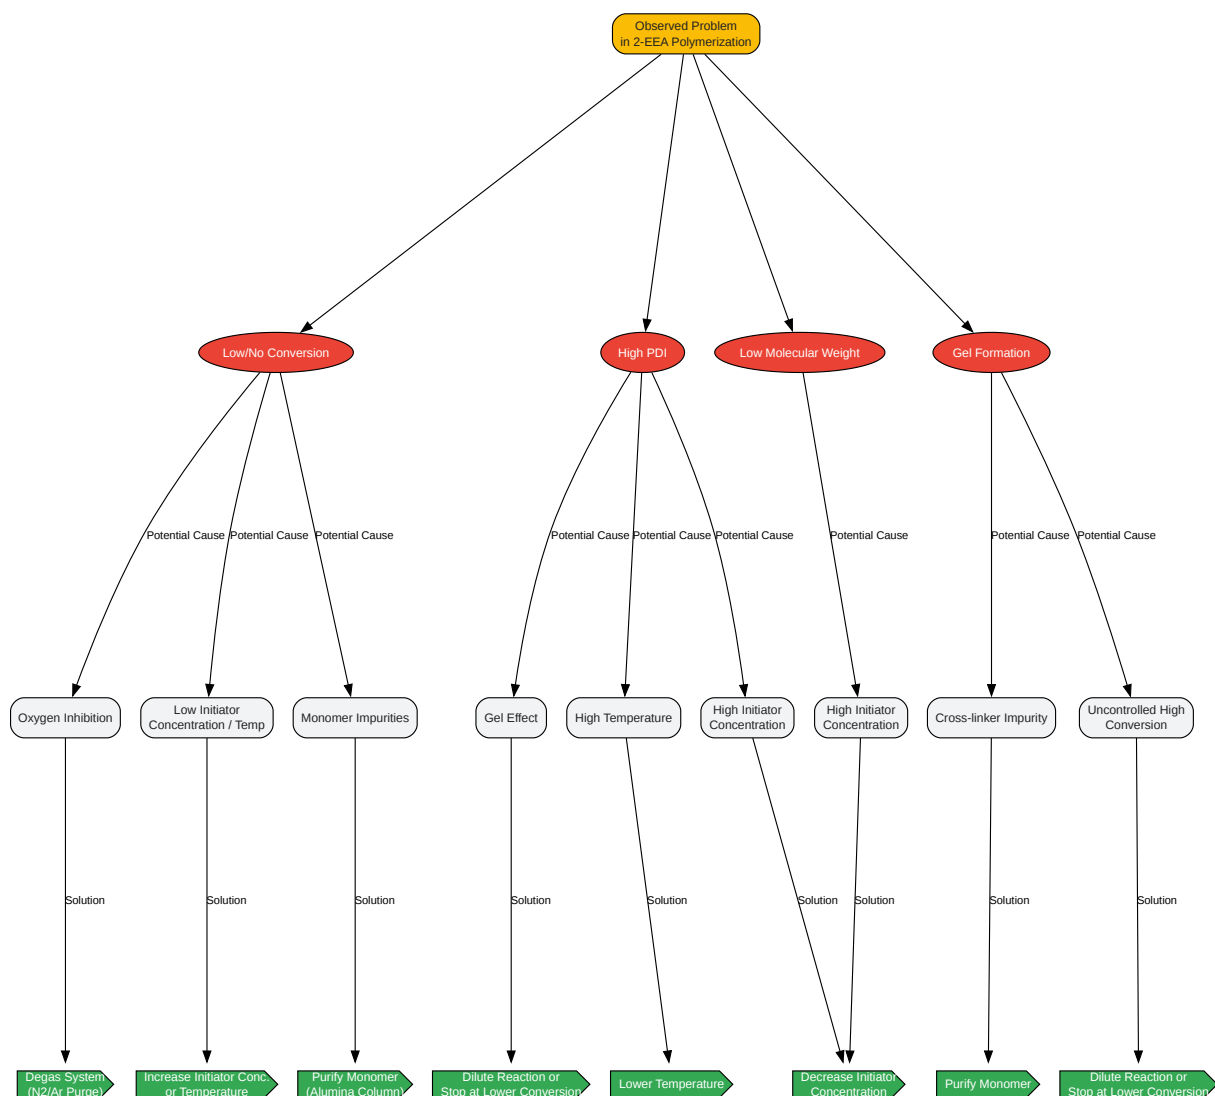 Observed Problem
in 2-EEA Polymerization
Low/No Conversion
High PDI
Low Molecular Weight
Gel Formation
Potential Cause
Potential Cause
Potential Cause
Potential Cause
Potential Cause
Potential Cause
Potential Cause
Potential Cause
Potential Cause
Oxygen Inhibition
Low Initiator
Concentration / Temp
Monomer Impurities
Gel Effect
High Temperature
High Initiator
Concentration
High Initiator
Concentration
Cross-linker Impurity
Uncontrolled High
Conversion
Solution
Solution
Solution
Solution
Solution
Solution
Solution
Solution
Solution
Degas System
(N2/Ar Purge)
Increase Initiator Conc.
or Temperature
Purify Monomer
(Alumina Column)
Dilute Reaction or
Stop at Lower Conversion
Lower Temperature
Decrease Initiator
Concentration
Purify Monomer
Dilute Reaction or
Stop at Lower Conversion